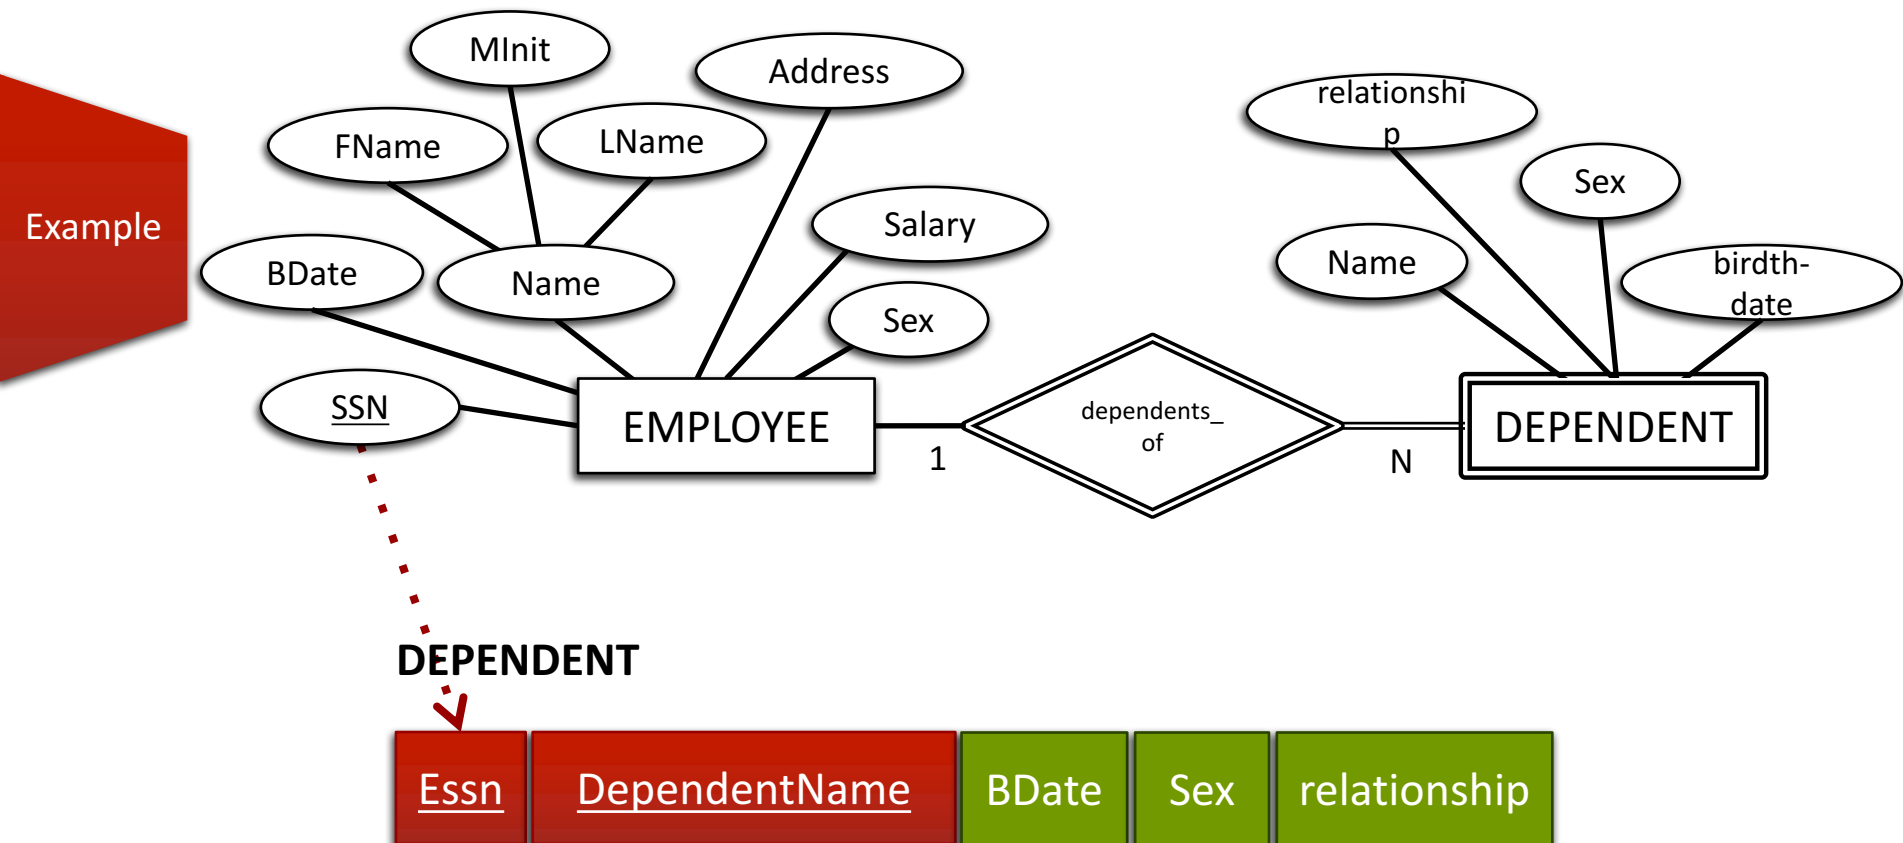 MInit
Address
relationshi
p
FName
LName
Sex
Example
Salary
Name
BDate
Name
birdth-
date
Sex
SSN
EMPLOYEE
dependents_
of
DEPENDENT
1
N
DEPENDENT
Essn
DependentName
BDate
Sex
relationship